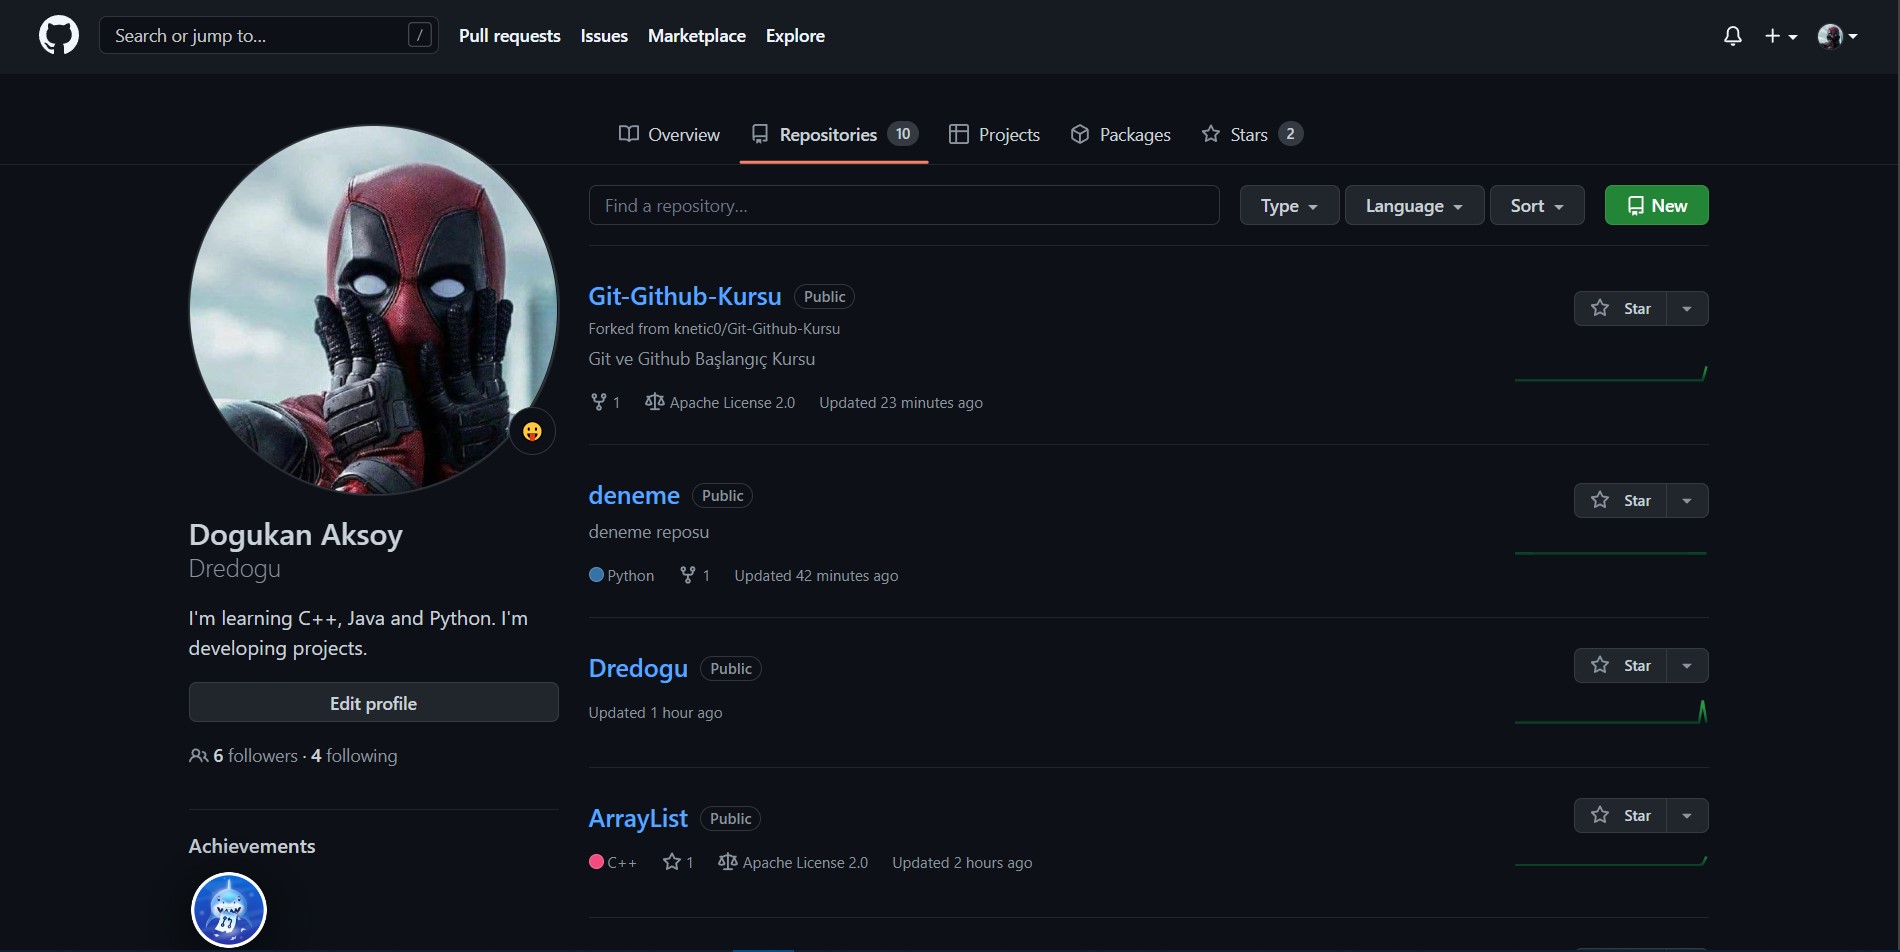 Search or jump to...
/
Pull requests
Issues
Marketplace
Explore
Overview
Repositories 10
Projects
Packages
Stars 2
Find a repository...
Type
Language
Sort
New
Dogukan Aksoy
Dredogu
I'm learning C++, Java and Python. I'm
developing projects.
Edit profile
6 followers · 4 following
Achievements
Git-Github-Kursu Public
Star
Forked from knetic0/Git-Github-Kursu
Git ve Github Başlangıç Kursu
1 Apache License 2.0 Updated 23 minutes ago
deneme Public
Star
deneme reposu
Python 1 Updated 42 minutes ago
Dredogu Public
Star
Updated 1 hour ago
ArrayList Public
Star
C++ 1 Apache License 2.0 Updated 2 hours ago